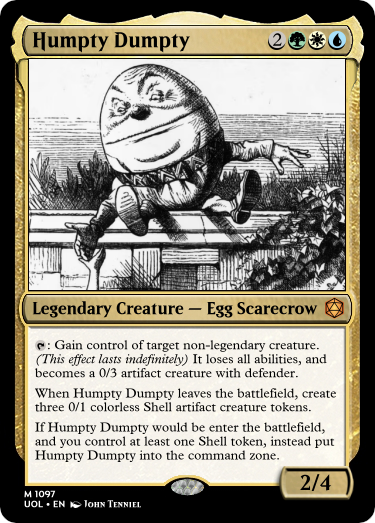 Humpty Dumpty 2
Legendary Creature — Egg Scarecrow
: Gain control of target non-legendary creature.
(This effect lasts indefinitely) It loses all abilities, and
becomes a 0/3 artifact creature with defender.
When Humpty Dumpty leaves the battlefield, create
three 0/1 colorless Shell artifact creature tokens.
If Humpty Dumpty would be enter the battlefield,
and you control at least one Shell token, instead put
Humpty Dumpty into the command zone.
2/4
M 1097
UOL • EN John Tenniel